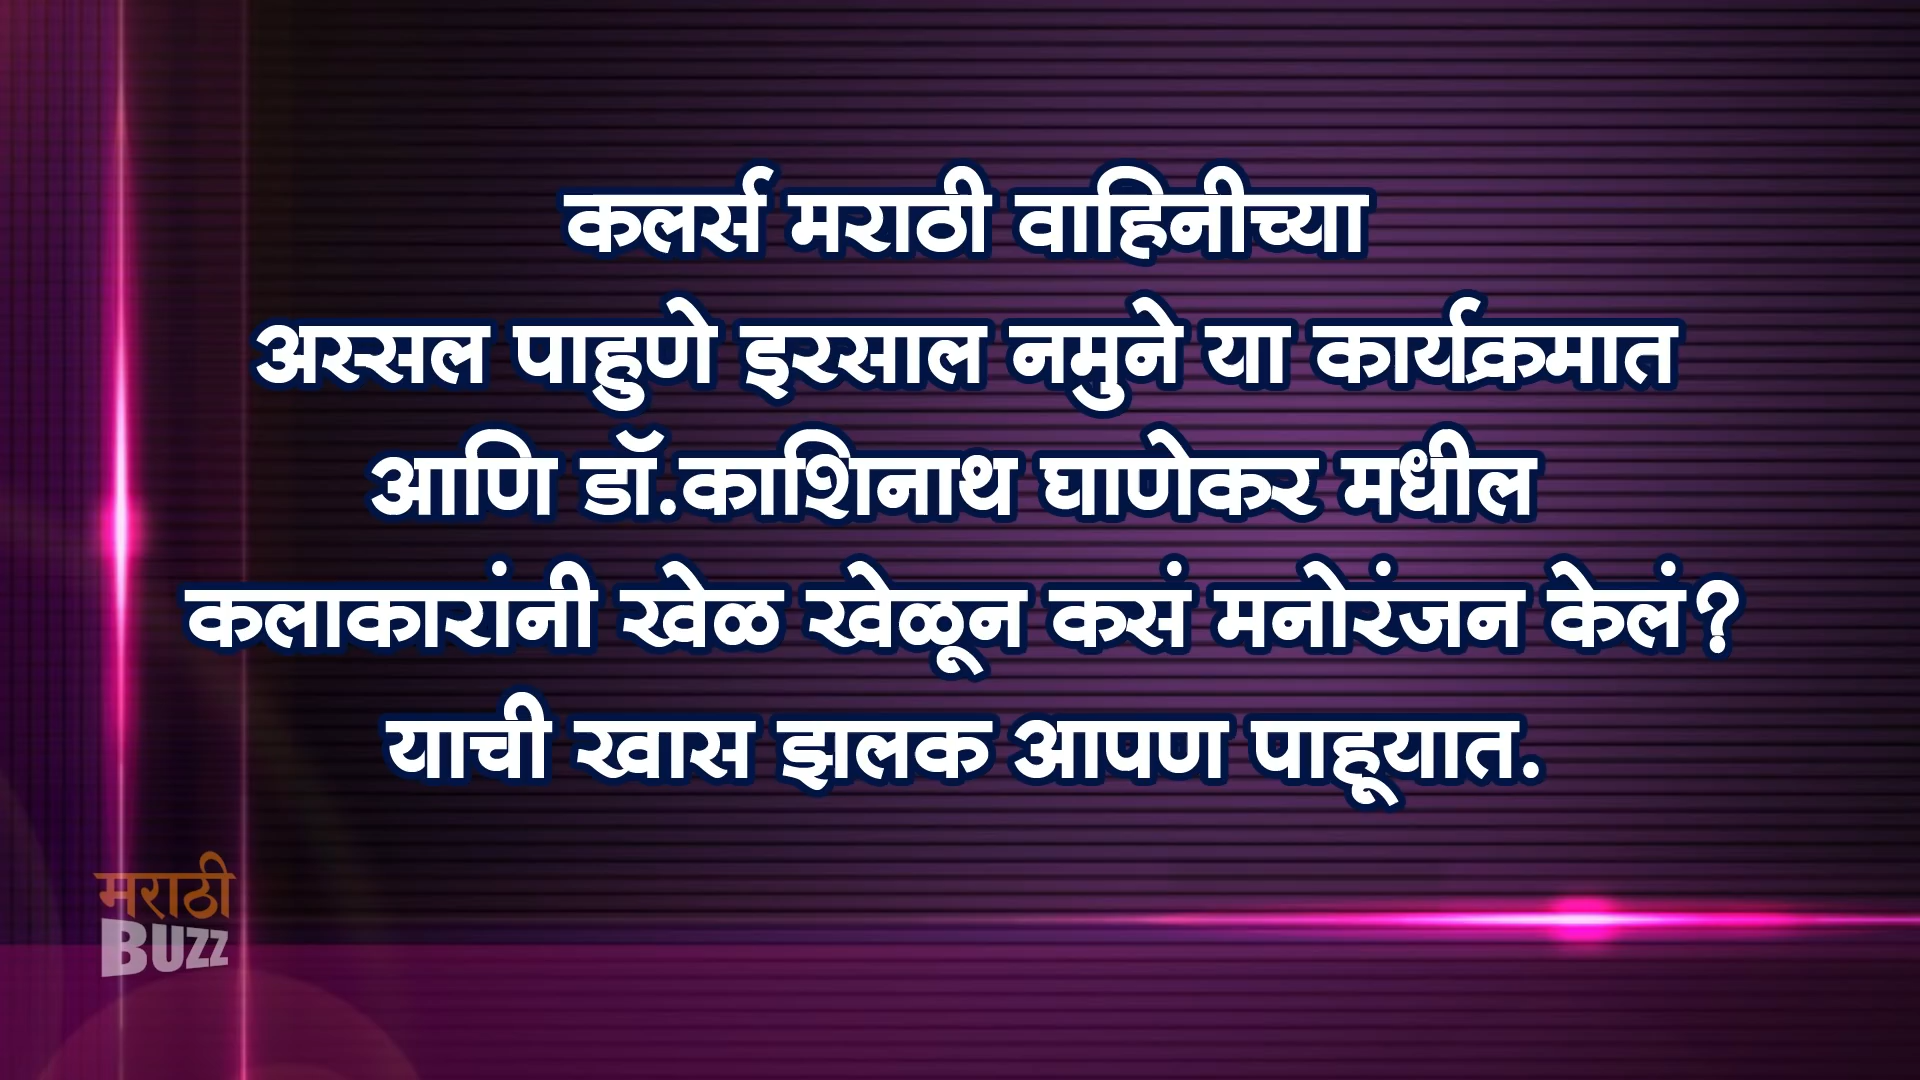 कलर्स मराठी वाहिनीच्या
अस्सल पाहुणे इरसाल नमुने या कार्यक्रमात
आणि डॉ.काशिनाथ घाणेकर मधील
कलाकारांनी खेळ खेळून कसं मनोरंजन केलं?
याची खास झलक आपण पाहूयात.
मराठी
BUZZ